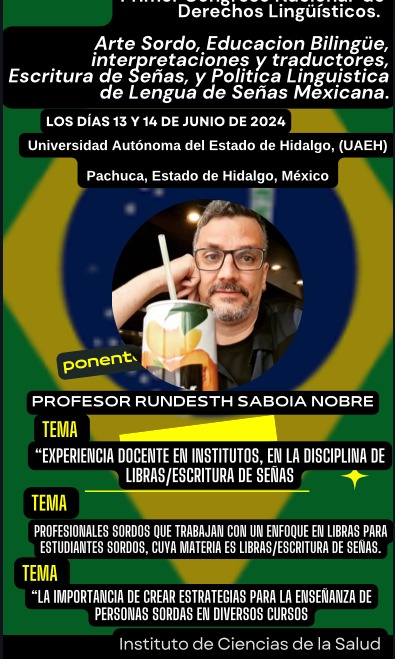 Derechos Lingüísticos.
Arte Sordo, Educacion Bilingüe,
interpretaciones y traductores,
Escritura de Señas, y Politica Linguistica
de Lengua de Señas Mexicana.
LOS DÍAS 13 Y 14 DE JUNIO DE 2024
Universidad Autónoma del Estado de Hidalgo, (UAEH)
Pachuca, Estado de Hidalgo, México
PROFESOR RUNDESTH SABOIA NOBRE
TEMA
“EXPERIENCIA DOCENTE EN INSTITUTOS, EN LA DISCIPLINA DE
LIBRAS/ESCRITURA DE SEÑAS
TEMA
PROFESIONALES SORDOS QUE TRABAJAN CON UN ENFOQUE EN LIBRAS PARA
ESTUDIANTES SORDOS, CUYA MATERIA ES LIBRAS/ESCRITURA DE SEÑAS.
TEMA
“LA IMPORTANCIA DE CREAR ESTRATEGIAS PARA LA ENSEÑANZA DE
PERSONAS SORDAS EN DIVERSOS CURSOS
Instituto de Ciencias de la Salud